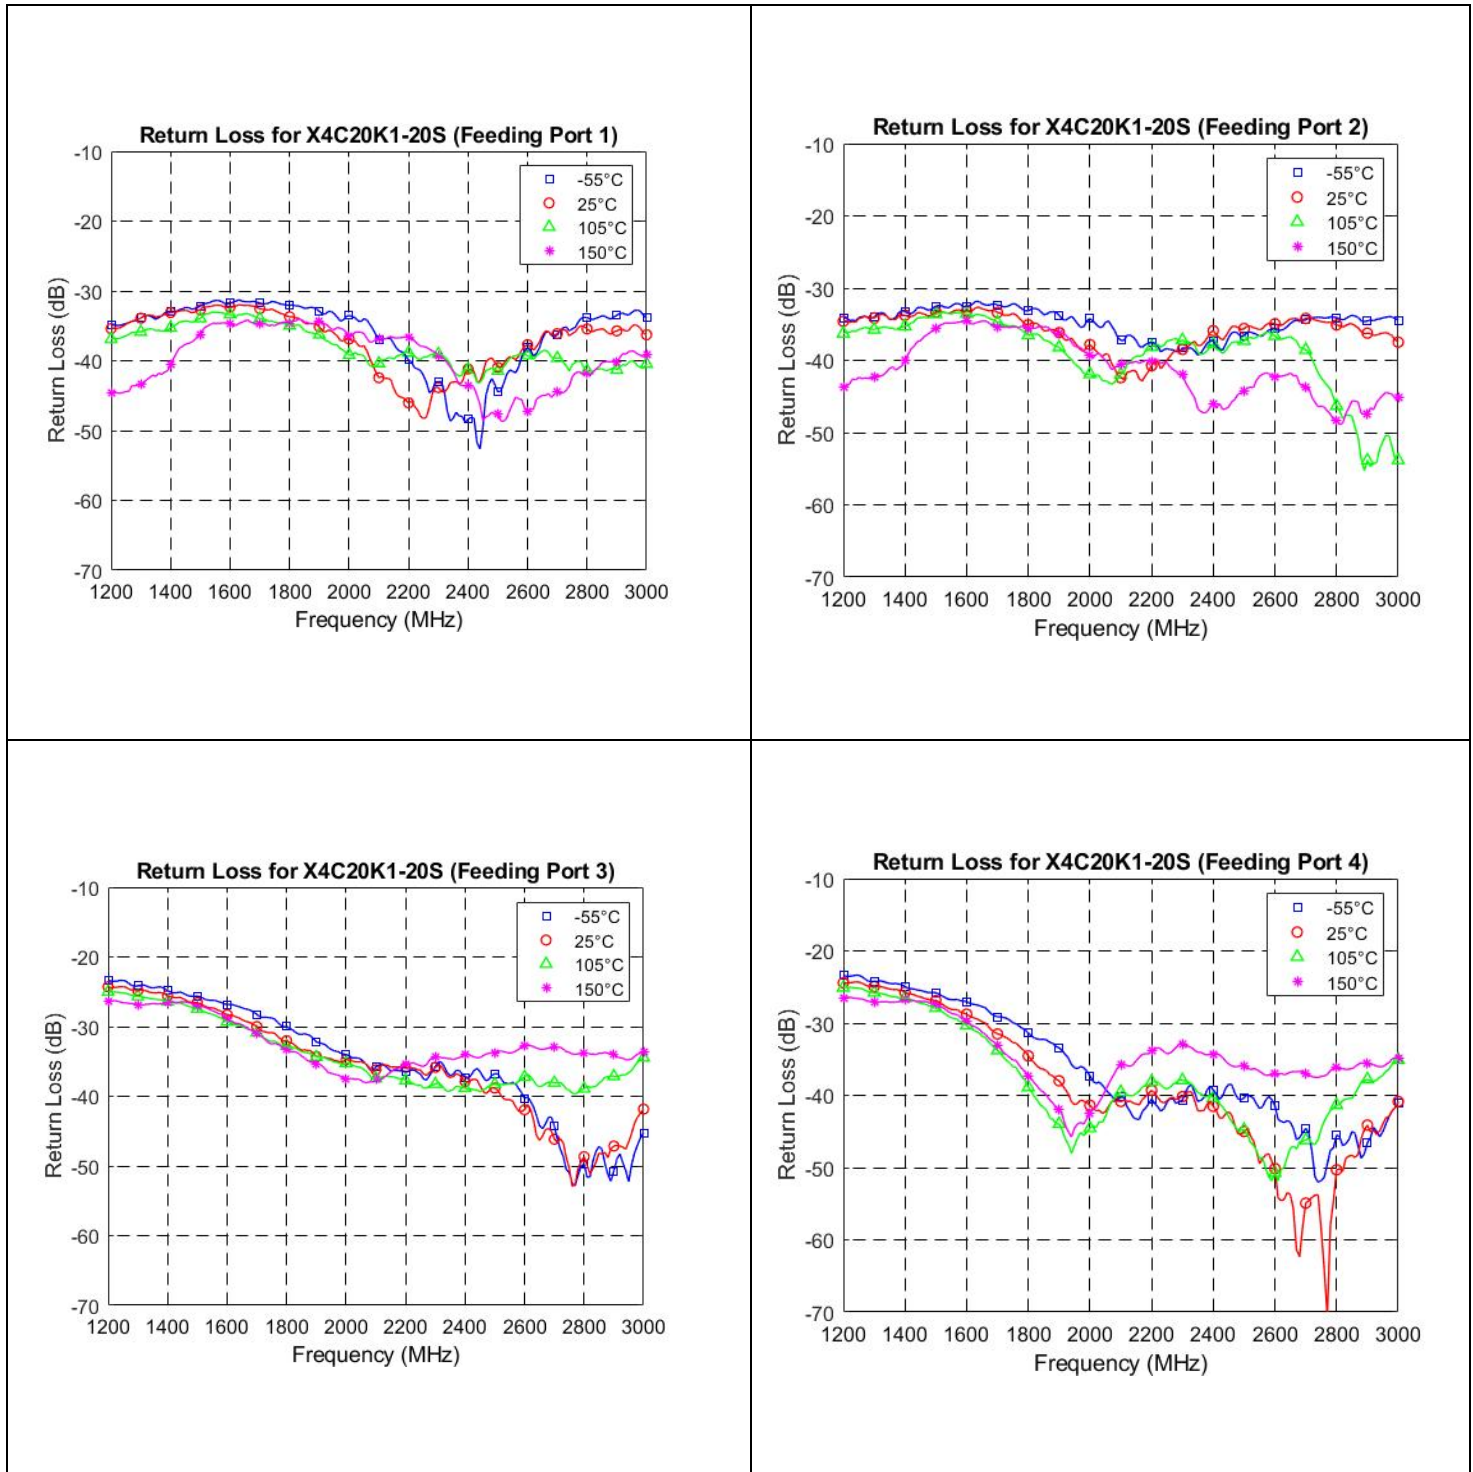 Return Loss for X4C20K1-20S (Feeding Port 1)
-10
-20
-30
-40
-50
-60
-70
Return Loss (dB)
-55°C
25°C
105°C
150°C
1200 1400 1600 1800 2000 2200 2400 2600 2800 3000
Frequency (MHz)
Return Loss for X4C20K1-20S (Feeding Port 2)
-10
-20
-30
-40
-50
-60
-70
Return Loss (dB)
-55°C
25°C
105°C
150°C
1200 1400 1600 1800 2000 2200 2400 2600 2800 3000
Frequency (MHz)
Return Loss for X4C20K1-20S (Feeding Port 3)
-10
-20
-30
-40
-50
-60
-70
Return Loss (dB)
-55°C
25°C
105°C
150°C
1200 1400 1600 1800 2000 2200 2400 2600 2800 3000
Frequency (MHz)
Return Loss for X4C20K1-20S (Feeding Port 4)
-10
-20
-30
-40
-50
-60
-70
Return Loss (dB)
-55°C
25°C
105°C
150°C
1200 1400 1600 1800 2000 2200 2400 2600 2800 3000
Frequency (MHz)